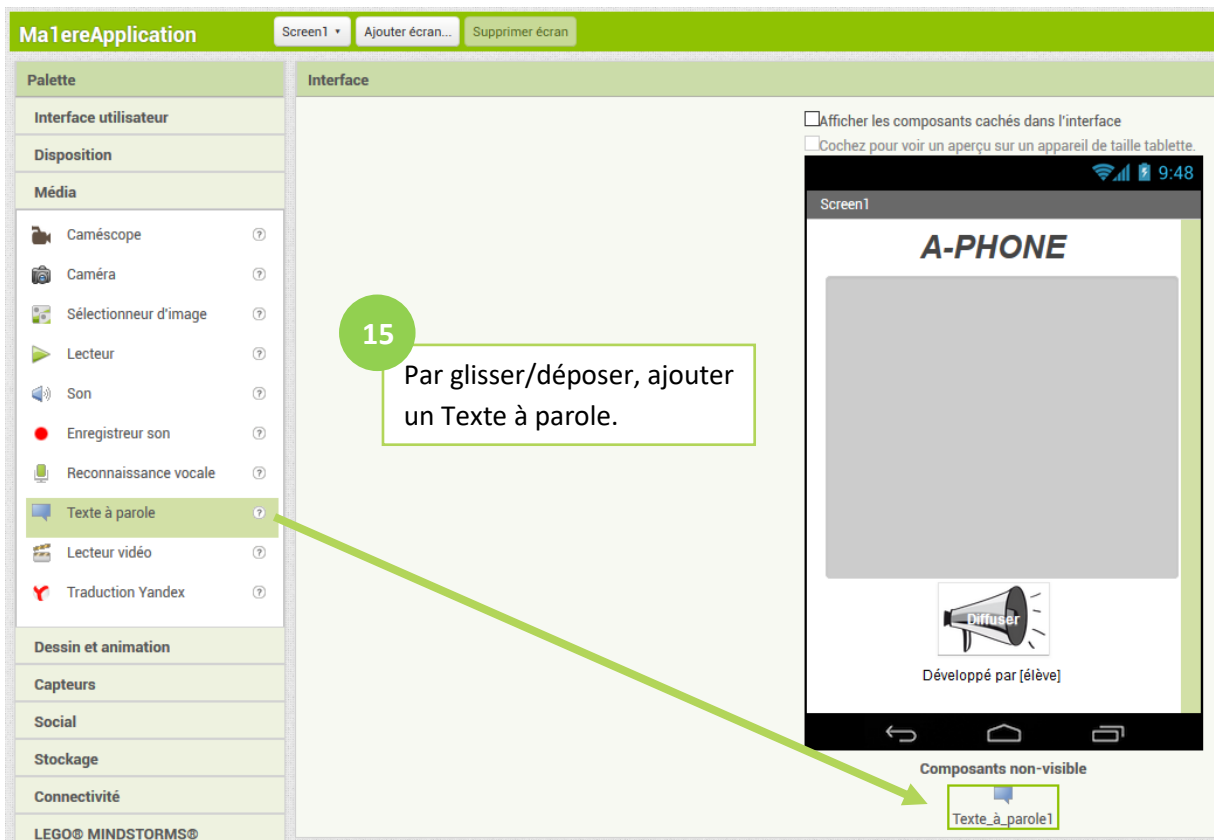 Ma1ereApplication
Screen1 Ajouter écran... Supprimer écran
Palette
Interface utilisateur
Disposition
Média
Caméscope ?
Caméra ?
Sélectionneur d'image ?
Lecteur ?
Son ?
Enregistreur son ?
Reconnaissance vocale ?
Texte à parole ?
Lecteur vidéo ?
Traduction Yandex ?
Dessin et animation
Capteurs
Social
Stockage
Connectivité
LEGO® MINDSTORMS®
Interface
15
Par glisser/déposer, ajouter
un Texte à parole.
Afficher les composants cachés dans l'interface
Cochez pour voir un aperçu sur un appareil de taille tablette.
9:48
Screen1
A-PHONE
Diffuser
Développé par [élève]
Composants non-visible
Texte_à_parole1